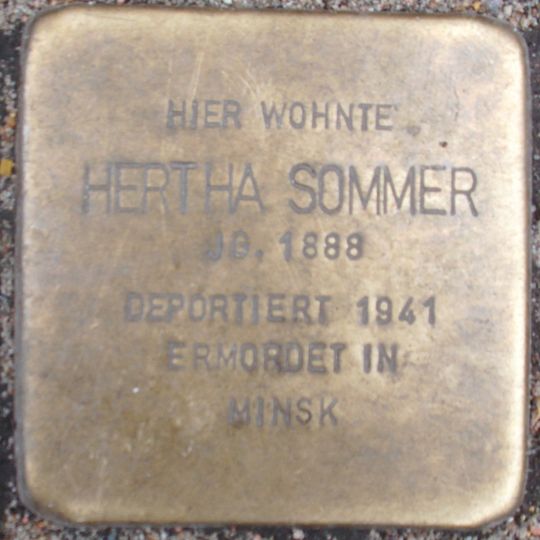 HIER WOHNTE
HERTHA SOMMER
JG. 1888
DEPORTIERT 1941
ERMORDET IN
MINSK